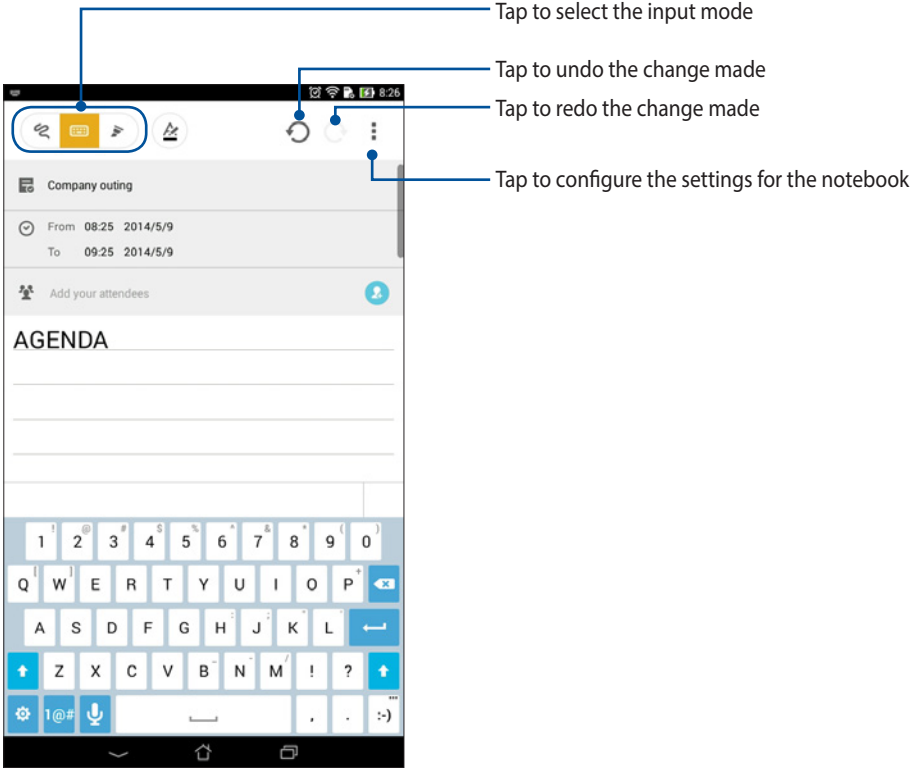 Tap to select the input mode
Tap to undo the change made
Tap to redo the change made
Tap to configure the settings for the notebook
8:26
Company outing
From 08:25 2014/5/9
To 09:25 2014/5/9
Add your attendees
AGENDA
! @ # $ % ^ & * ( )
1 2 3 4 5 6 7 8 9 0
[ ] +
Q W E R T Y U I O P
: ; ' "
A S D F G H J K L
_ - /
Z X C V B N M ! ?
1@# , . :-)